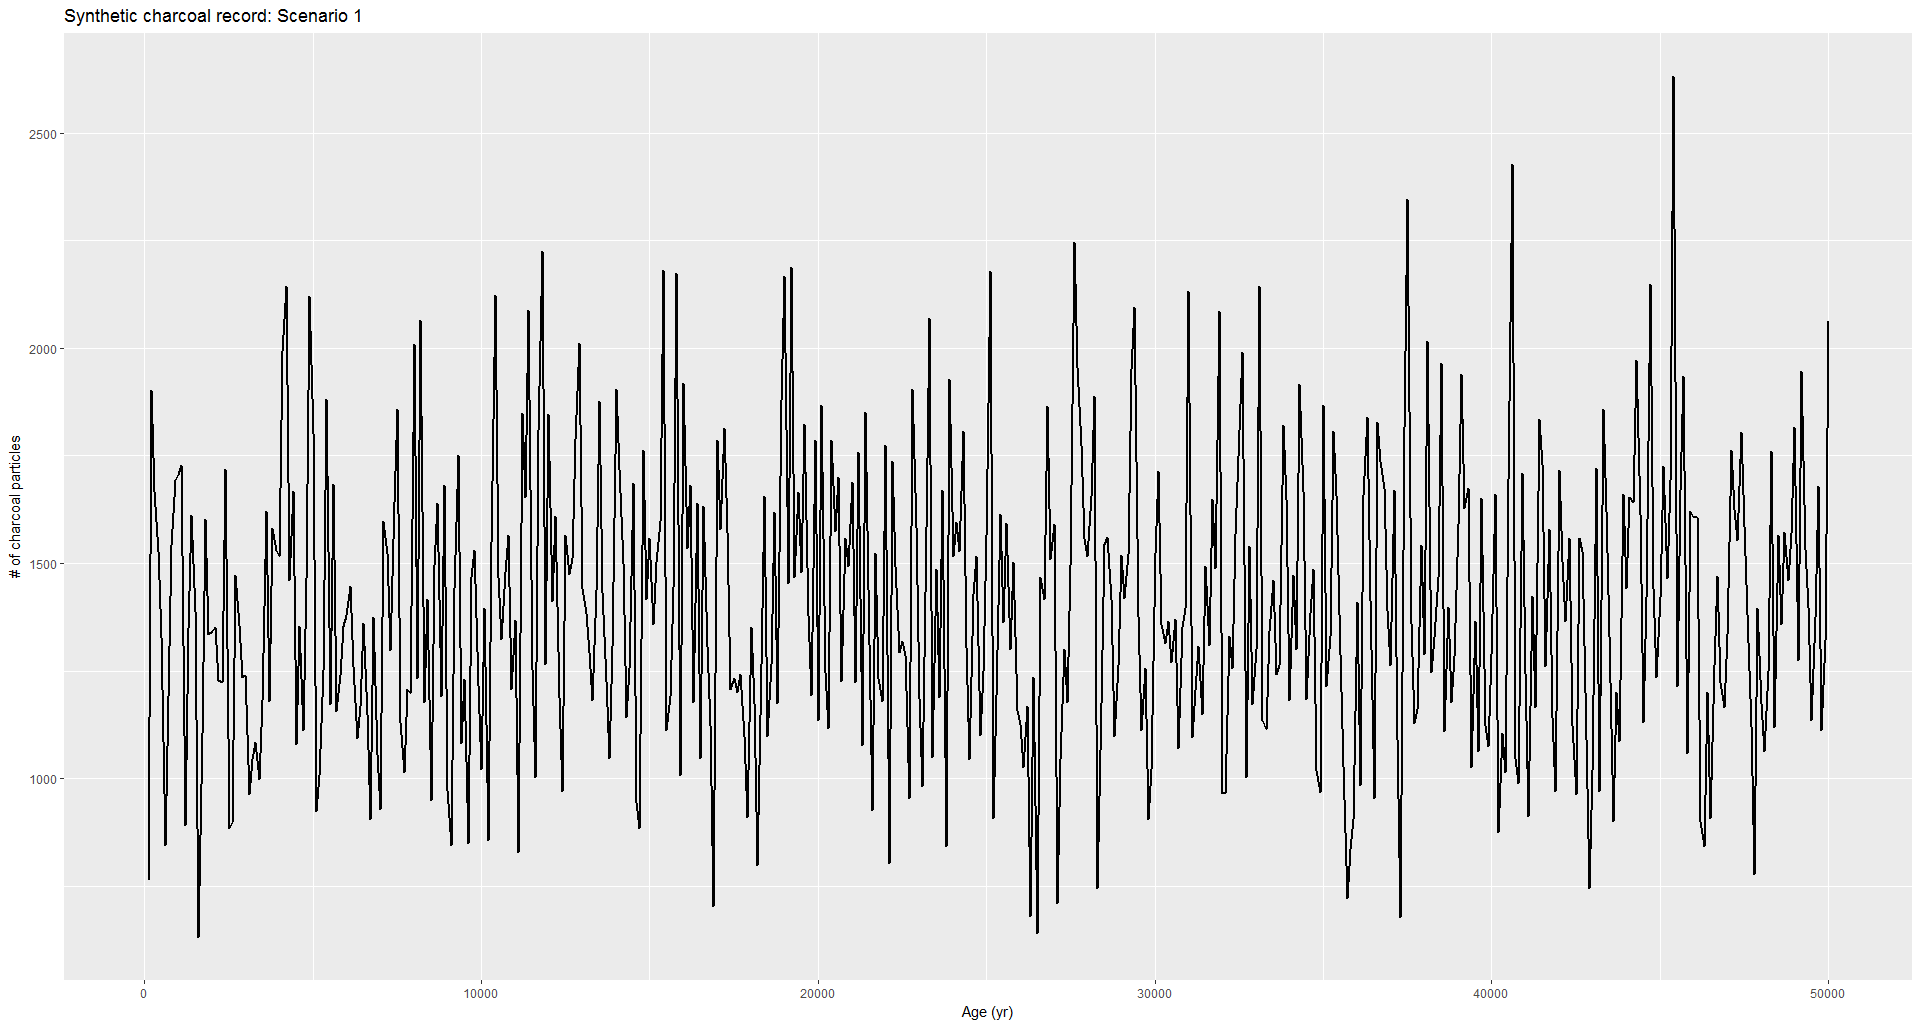 Synthetic charcoal record: Scenario 1
2500
2000
1500
1000
# of charcoal particles
0 10000 20000 30000 40000 50000
Age (yr)